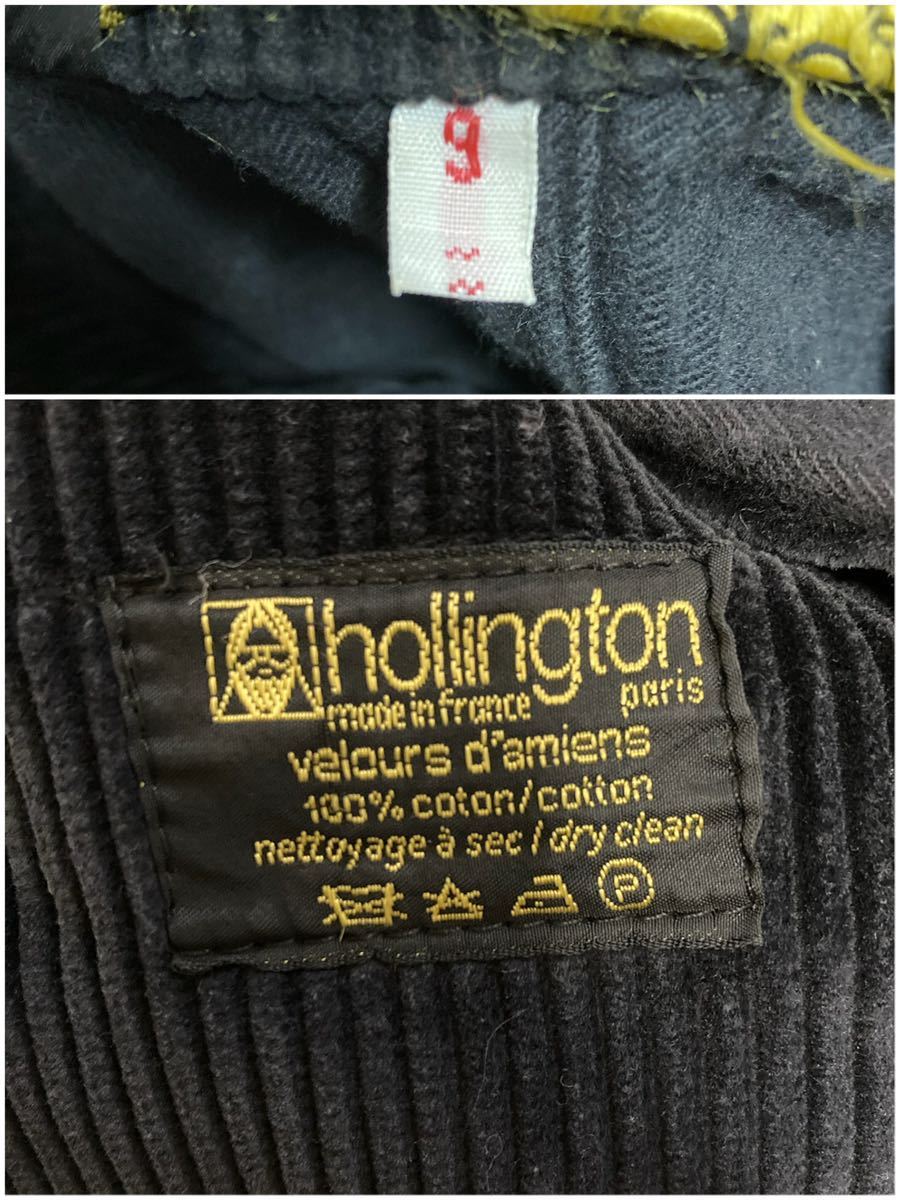 9
hollington
made in france paris
velours d'amiens
100% coton/cotton
nettoyage à sec/dry clean
P